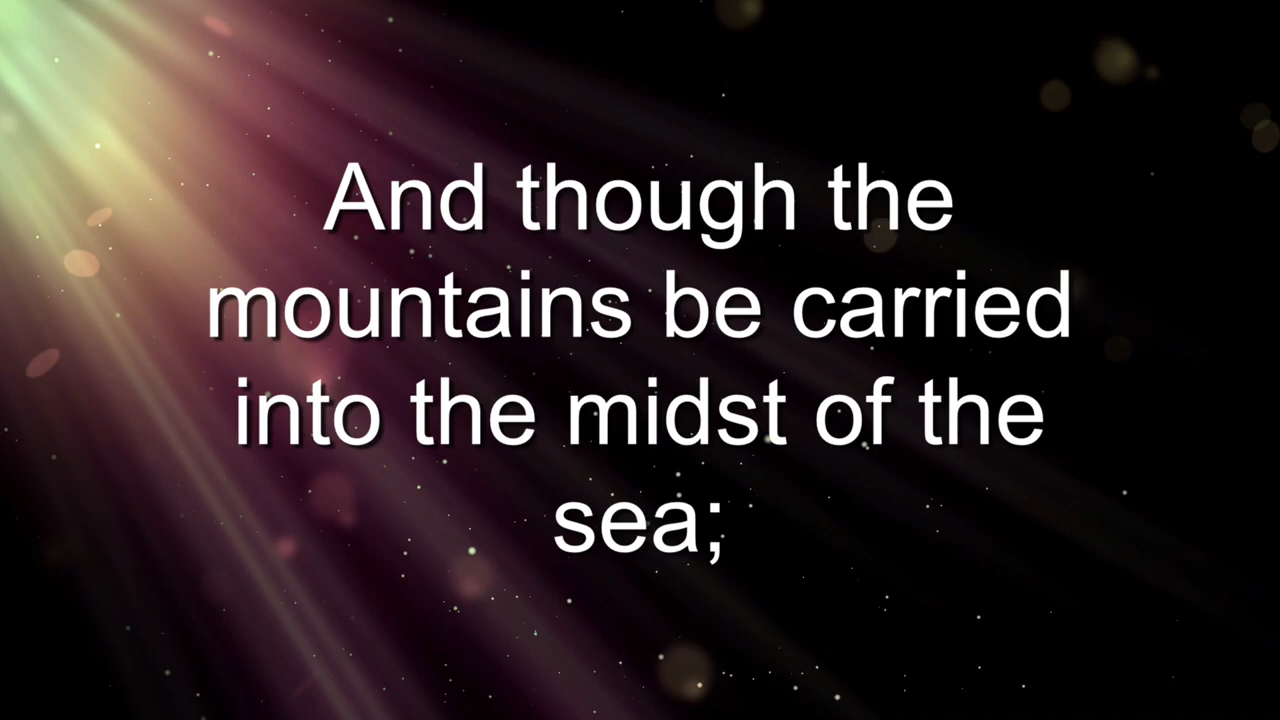 And though the
mountains be carried
into the midst of the
sea;